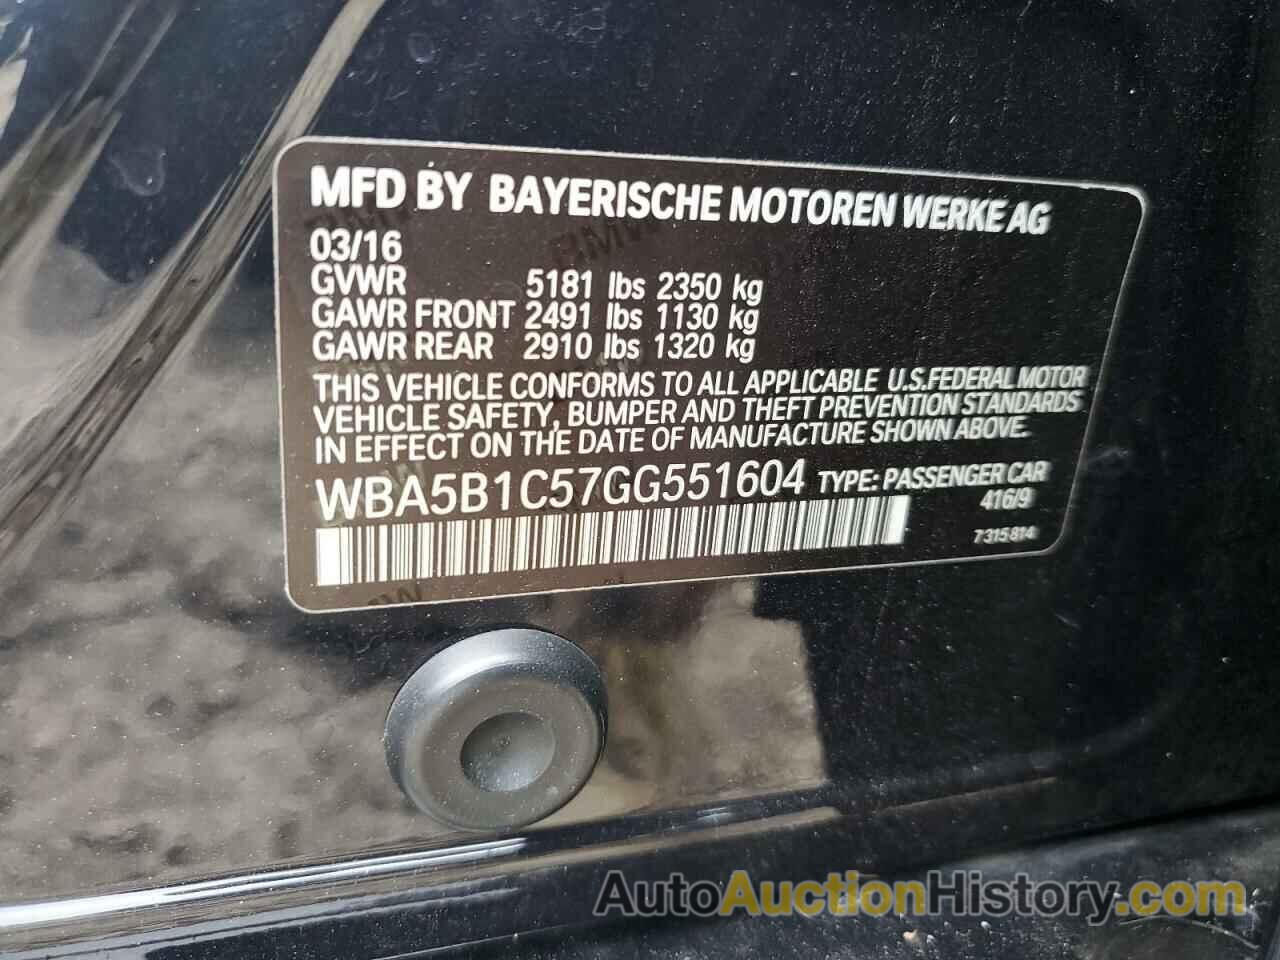 MFD BY BAYERISCHE MOTOREN WERKE AG
03/16
GVWR 5181 lbs 2350 kg
GAWR FRONT 2491 lbs 1130 kg
GAWR REAR 2910 lbs 1320 kg
THIS VEHICLE CONFORMS TO ALL APPLICABLE U.S.FEDERAL MOTOR
VEHICLE SAFETY, BUMPER AND THEFT PREVENTION STANDARDS
IN EFFECT ON THE DATE OF MANUFACTURE SHOWN ABOVE.
WBA5B1C57GG551604 TYPE: PASSENGER CAR
416/9
7 315 814
AutoAuctionHistory.com